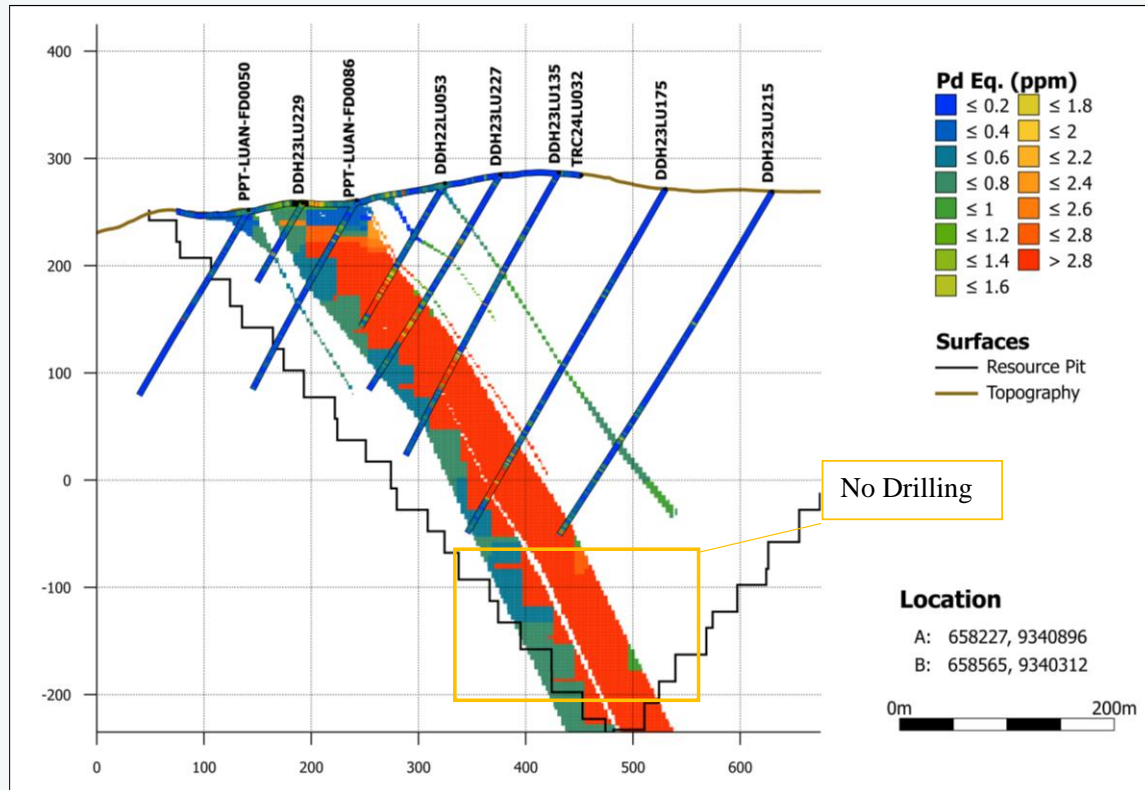 400
300
200
100
0
-100
-200
0
100
200
300
400
500
600
PPT-LUAN-FD0050
DDH23LU229
PPT-LUAN-FD0086
DDH22LU053
DDH23LU227
DDH23LU135
TRC24LU032
DDH23LU175
DDH23LU215
No Drilling
Pd Eq. (ppm)
≤ 0.2 ≤ 1.8
≤ 0.4 ≤ 2
≤ 0.6 ≤ 2.2
≤ 0.8 ≤ 2.4
≤ 1 ≤ 2.6
≤ 1.2 ≤ 2.8
≤ 1.4 > 2.8
≤ 1.6
Surfaces
Resource Pit
Topography
Location
A: 658227, 9340896
B: 658565, 9340312
0m 200m